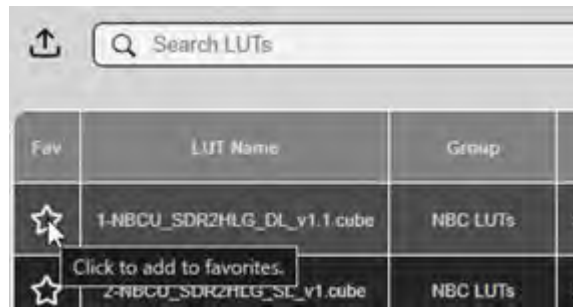 Search LUTs
Fav LUT Name Group
1-NBCU_SDR2HLG_DL_v1.1.cube NBC LUTs
Click to add to favorites.
2-NBCU_SDR2HLG_SL_v1.cube NBC LUTs